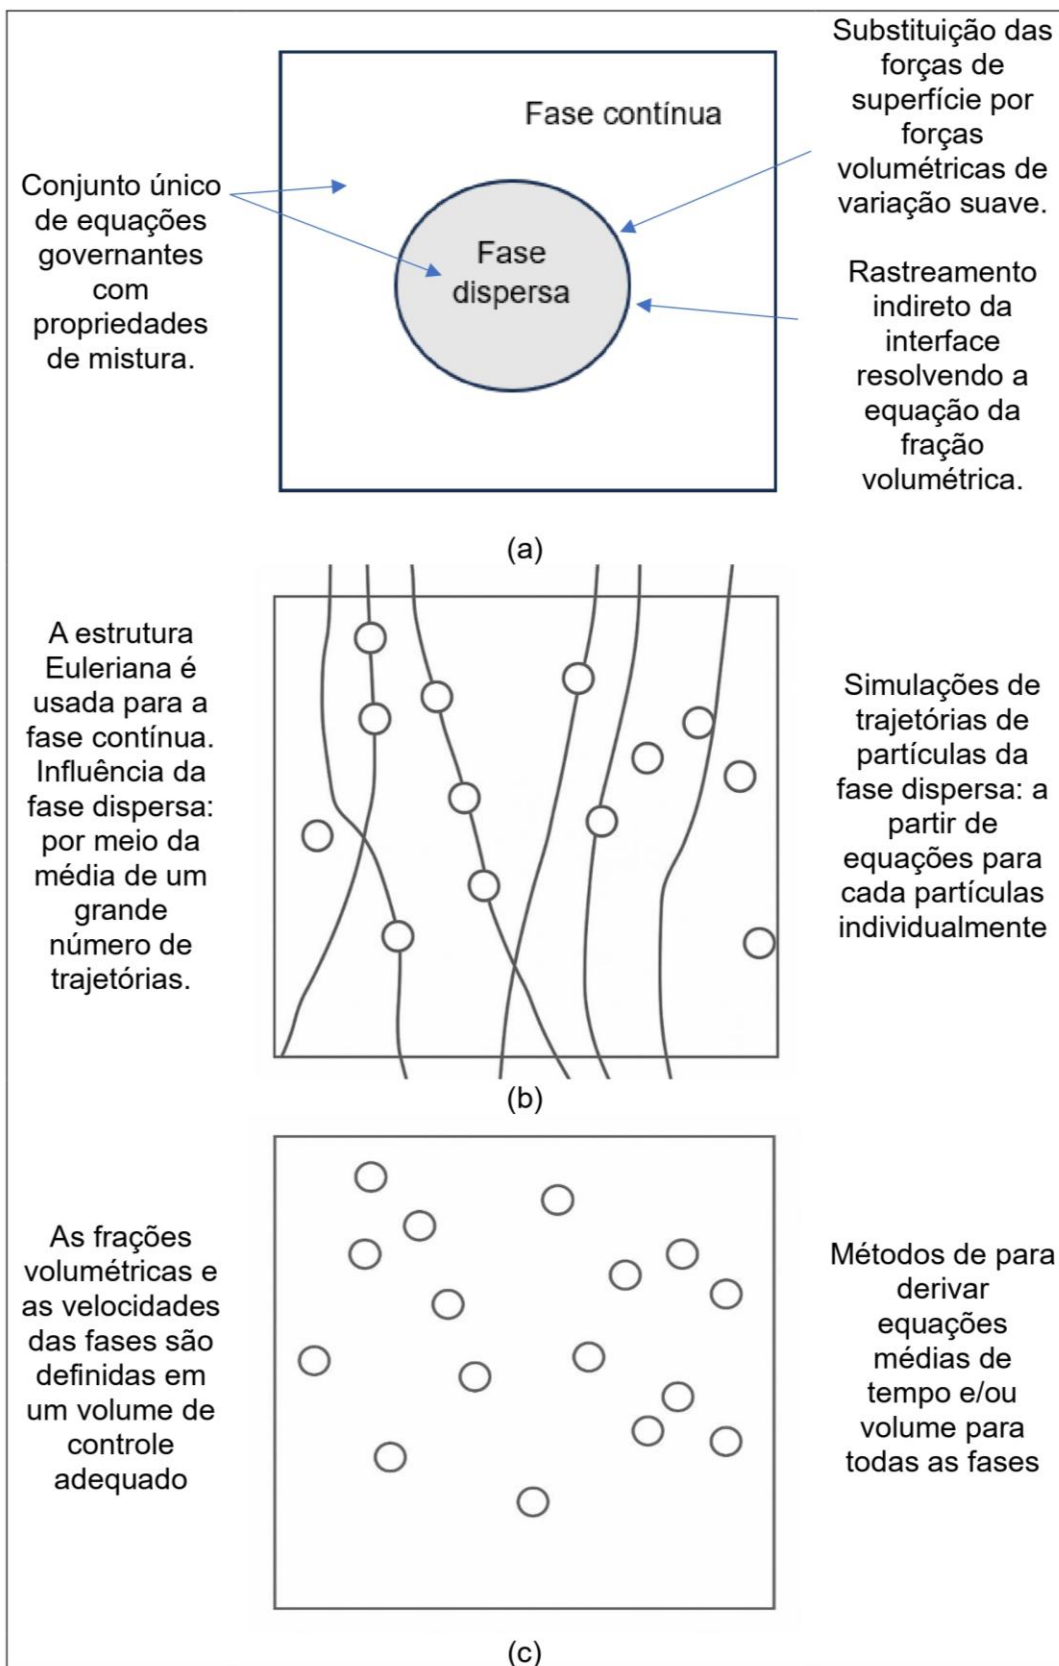 Conjunto único
de equações
governantes
com
propriedades
de mistura.
Fase contínua
Fase
dispersa
Substituição das
forças de
superfície por
forças
volumétricas de
variação suave.
Rastreamento
indireto da
interface
resolvendo a
equação da
fração
volumétrica.
(a)
A estrutura
Euleriana é
usada para a
fase contínua.
Influência da
fase dispersa:
por meio da
média de um
grande
número de
trajetórias.
Simulações de
trajetórias de
partículas da
fase dispersa: a
partir de
equações para
cada partículas
individualmente
(b)
As frações
volumétricas e
as velocidades
das fases são
definidas em
um volume de
controle
adequado
Métodos de para
derivar
equações
médias de
tempo e/ou
volume para
todas as fases
(c)